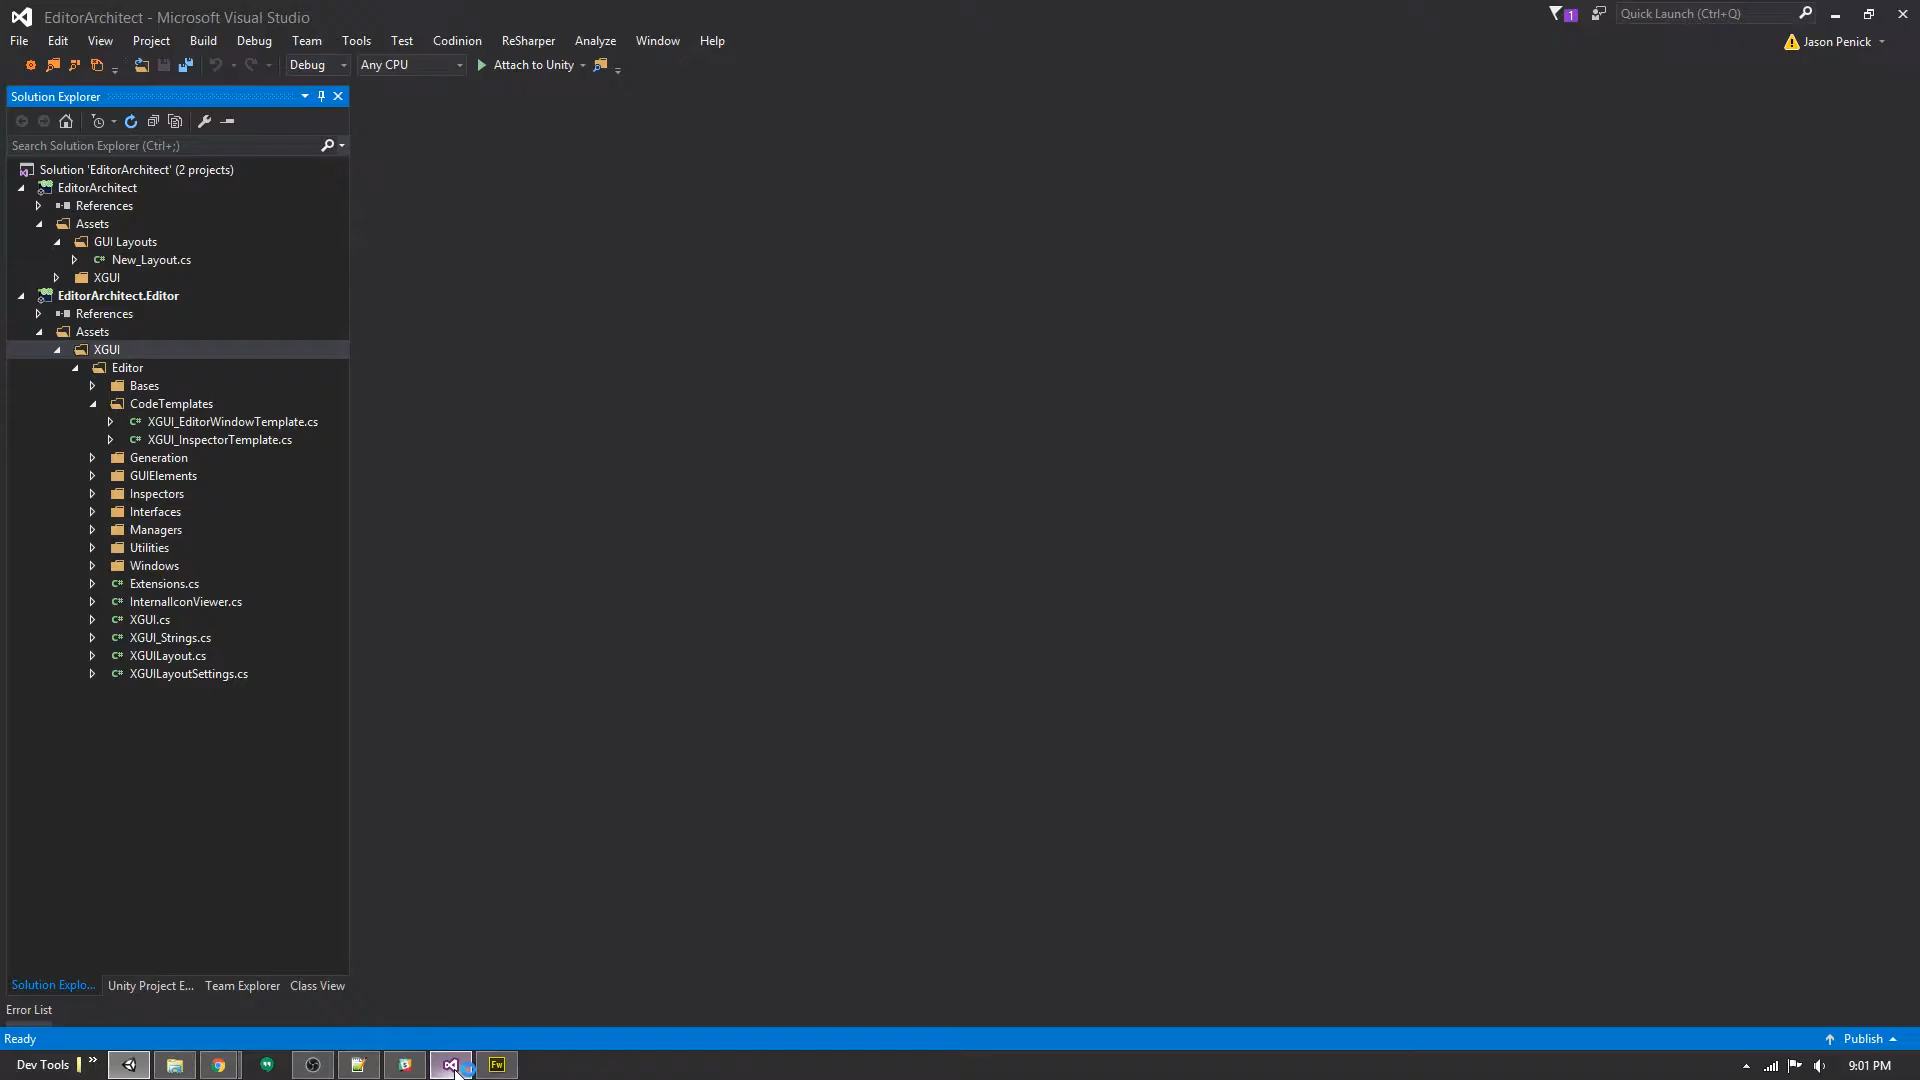 EditorArchitect - Microsoft Visual Studio
1
Quick Launch (Ctrl+Q)
File Edit View Project Build Debug Team Tools Test Codinion ReSharper Analyze Window Help
Jason Penick
Debug Any CPU Attach to Unity
Solution Explorer
Search Solution Explorer (Ctrl+;)
Solution 'EditorArchitect' (2 projects)
EditorArchitect
References
Assets
GUI Layouts
C# New_Layout.cs
XGUI
EditorArchitect.Editor
References
Assets
XGUI
Editor
Bases
CodeTemplates
C# XGUI_EditorWindowTemplate.cs
C# XGUI_InspectorTemplate.cs
Generation
GUIElements
Inspectors
Interfaces
Managers
Utilities
Windows
C# Extensions.cs
C# InternalIconViewer.cs
C# XGUI.cs
C# XGUI_Strings.cs
C# XGUILayout.cs
C# XGUILayoutSettings.cs
Solution Explo... Unity Project E... Team Explorer Class View
Error List
Ready
Publish
Dev Tools
Fw
9:01 PM